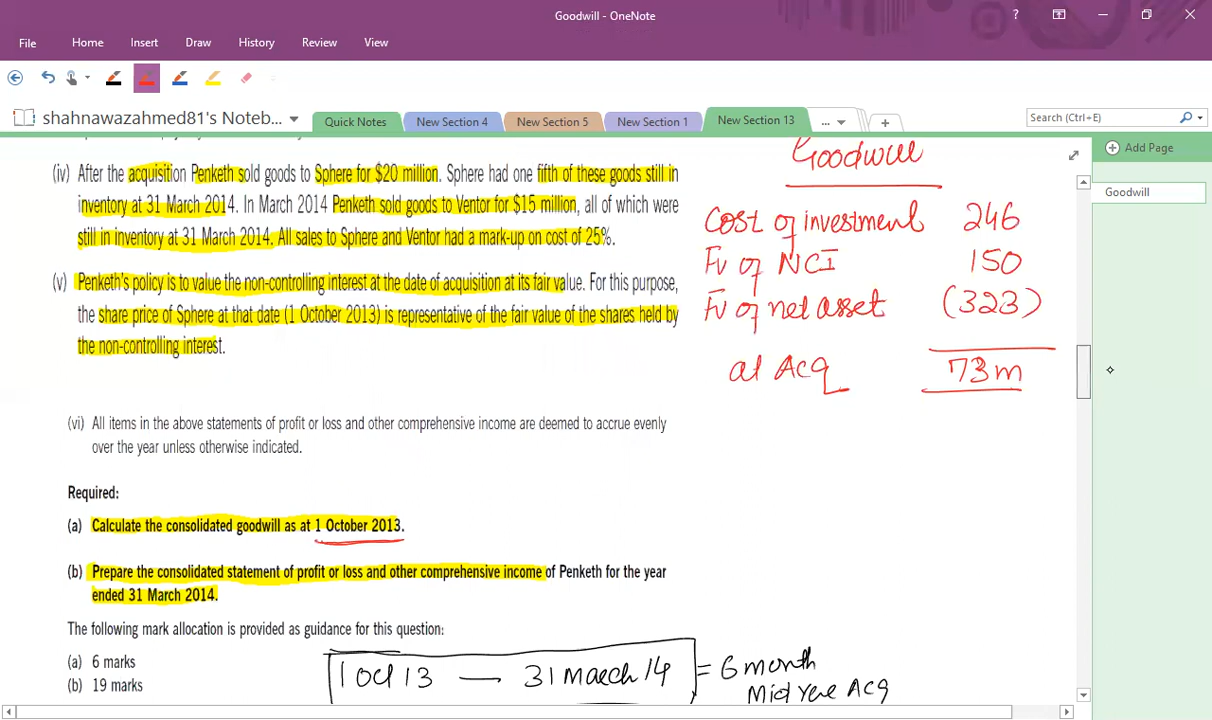 Goodwill - OneNote
?
File Home Insert Draw History Review View
shahnawazahmed81's Noteb...
Quick Notes
New Section 4
New Section 5
New Section 1
New Section 13
...
Search (Ctrl+E)
Add Page
Goodwill
(iv) After the acquisition Penketh sold goods to Sphere for $20 million. Sphere had one fifth of these goods still in
inventory at 31 March 2014. In March 2014 Penketh sold goods to Ventor for $15 million, all of which were
still in inventory at 31 March 2014. All sales to Sphere and Ventor had a mark-up on cost of 25%.
(v) Penketh's policy is to value the non-controlling interest at the date of acquisition at its fair value. For this purpose,
the share price of Sphere at that date (1 October 2013) is representative of the fair value of the shares held by
the non-controlling interest.
(vi) All items in the above statements of profit or loss and other comprehensive income are deemed to accrue evenly
over the year unless otherwise indicated.
Required:
(a) Calculate the consolidated goodwill as at 1 October 2013.
(b) Prepare the consolidated statement of profit or loss and other comprehensive income of Penketh for the year
ended 31 March 2014.
The following mark allocation is provided as guidance for this question:
(a) 6 marks
(b) 19 marks
Goodwill
Cost of investment 246
Fv of NCI 150
Fv of net asset (323)
at Acq 73m
1 Oct 13 — 31 March 14 = 6 month
Mid Acq